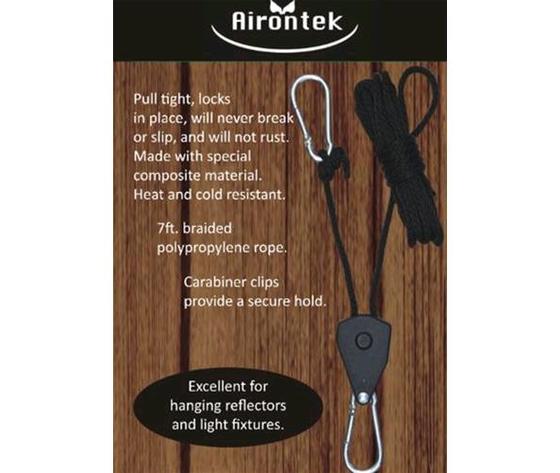 Airontek
Pull tight, locks
in place, will never break
or slip, and will not rust.
Made with special
composite material.
Heat and cold resistant.
7ft. braided
polypropylene rope.
Carabiner clips
provide a secure hold.
Excellent for
hanging reflectors
and light fixtures.